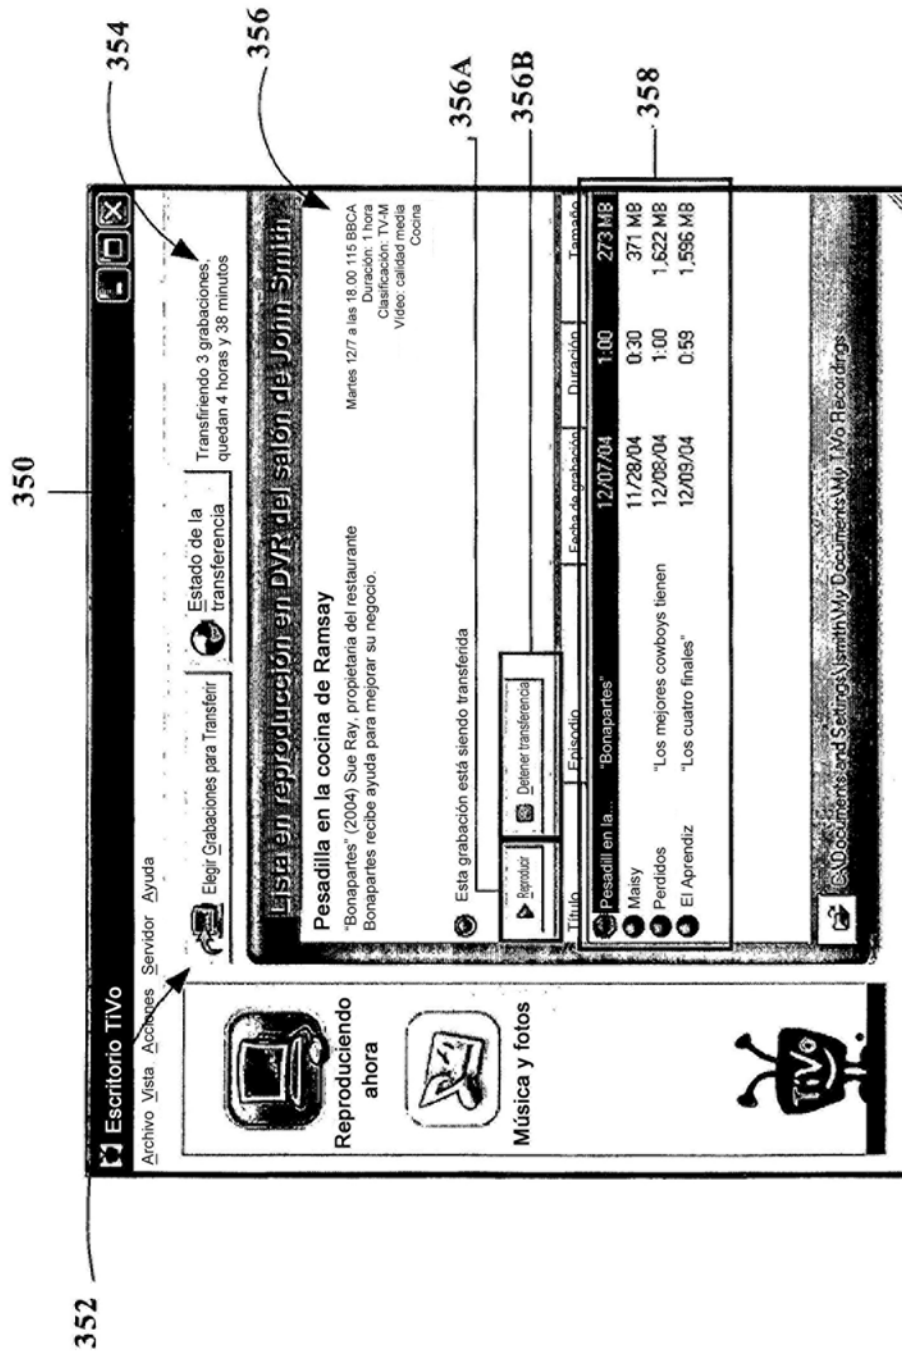 350
352
354
356
356A
356B
358
Escritorio TiVo
Archivo Vista Acciones Servidor Ayuda
Elegir Grabaciones para Transferir
Estado de la
transferencia
Transfiriendo 3 grabaciones,
quedan 4 horas y 38 minutos
Reproduciendo
ahora
Música y fotos
TiVo
Lista en reproducción en DVR del salón de John Smith
Pesadilla en la cocina de Ramsay
"Bonapartes" (2004) Sue Ray, propietaria del restaurante
Bonapartes recibe ayuda para mejorar su negocio.
Martes 12/7 a las 18.00 115 BBCA
Duración: 1 hora
Clasificación: TV-M
Vídeo: calidad media
Cocina
Esta grabación está siendo transferida
Reproducir
Detener transferencia
Título Episodio Fecha de grabación Duración Tamaño
Pesadill en la... "Bonapartes" 12/07/04 1:00 273 MB
Maisy 11/28/04 0:30 371 MB
Perdidos "Los mejores cowboys tienen 12/08/04 1:00 1,622 MB
El Aprendiz "Los cuatro finales" 12/09/04 0:59 1,596 MB
C:\Documents and Settings\jsmith\My Documents\My TiVo Recordings